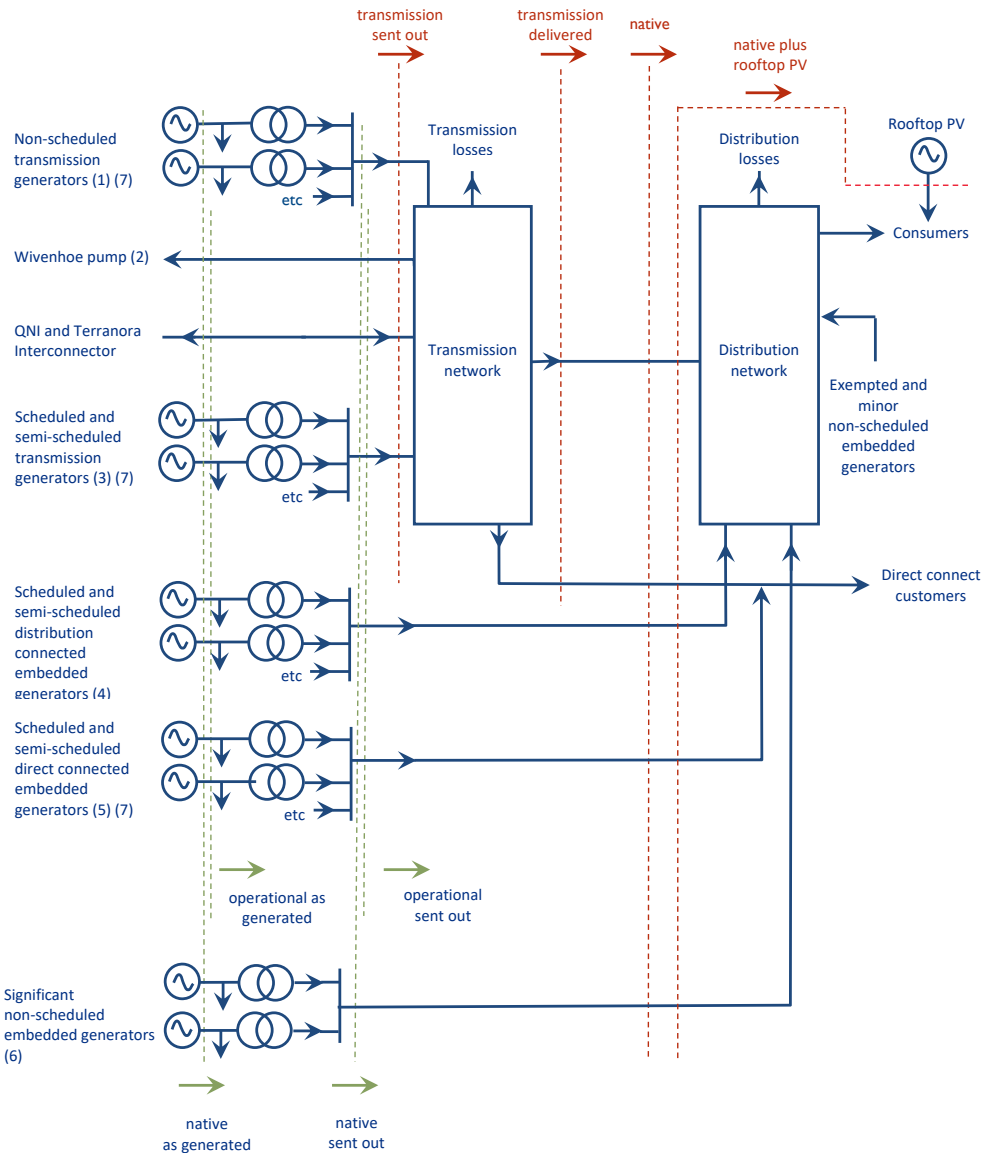 transmission
sent out
transmission
delivered
native
native plus
rooftop PV
Non-scheduled
transmission
generators (1) (7)
etc
Transmission
losses
Distribution
losses
Rooftop PV
Consumers
Wivenhoe pump (2)
QNI and Terranora
Interconnector
Transmission
network
Distribution
network
Exempted and
minor
non-scheduled
embedded
generators
Scheduled and
semi-scheduled
transmission
generators (3) (7)
etc
Scheduled and
semi-scheduled
distribution
connected
embedded
generators (4)
etc
Direct connect
customers
Scheduled and
semi-scheduled
direct connected
embedded
generators (5) (7)
etc
operational as
generated
operational
sent out
Significant
non-scheduled
embedded generators
(6)
native
as generated
native
sent out